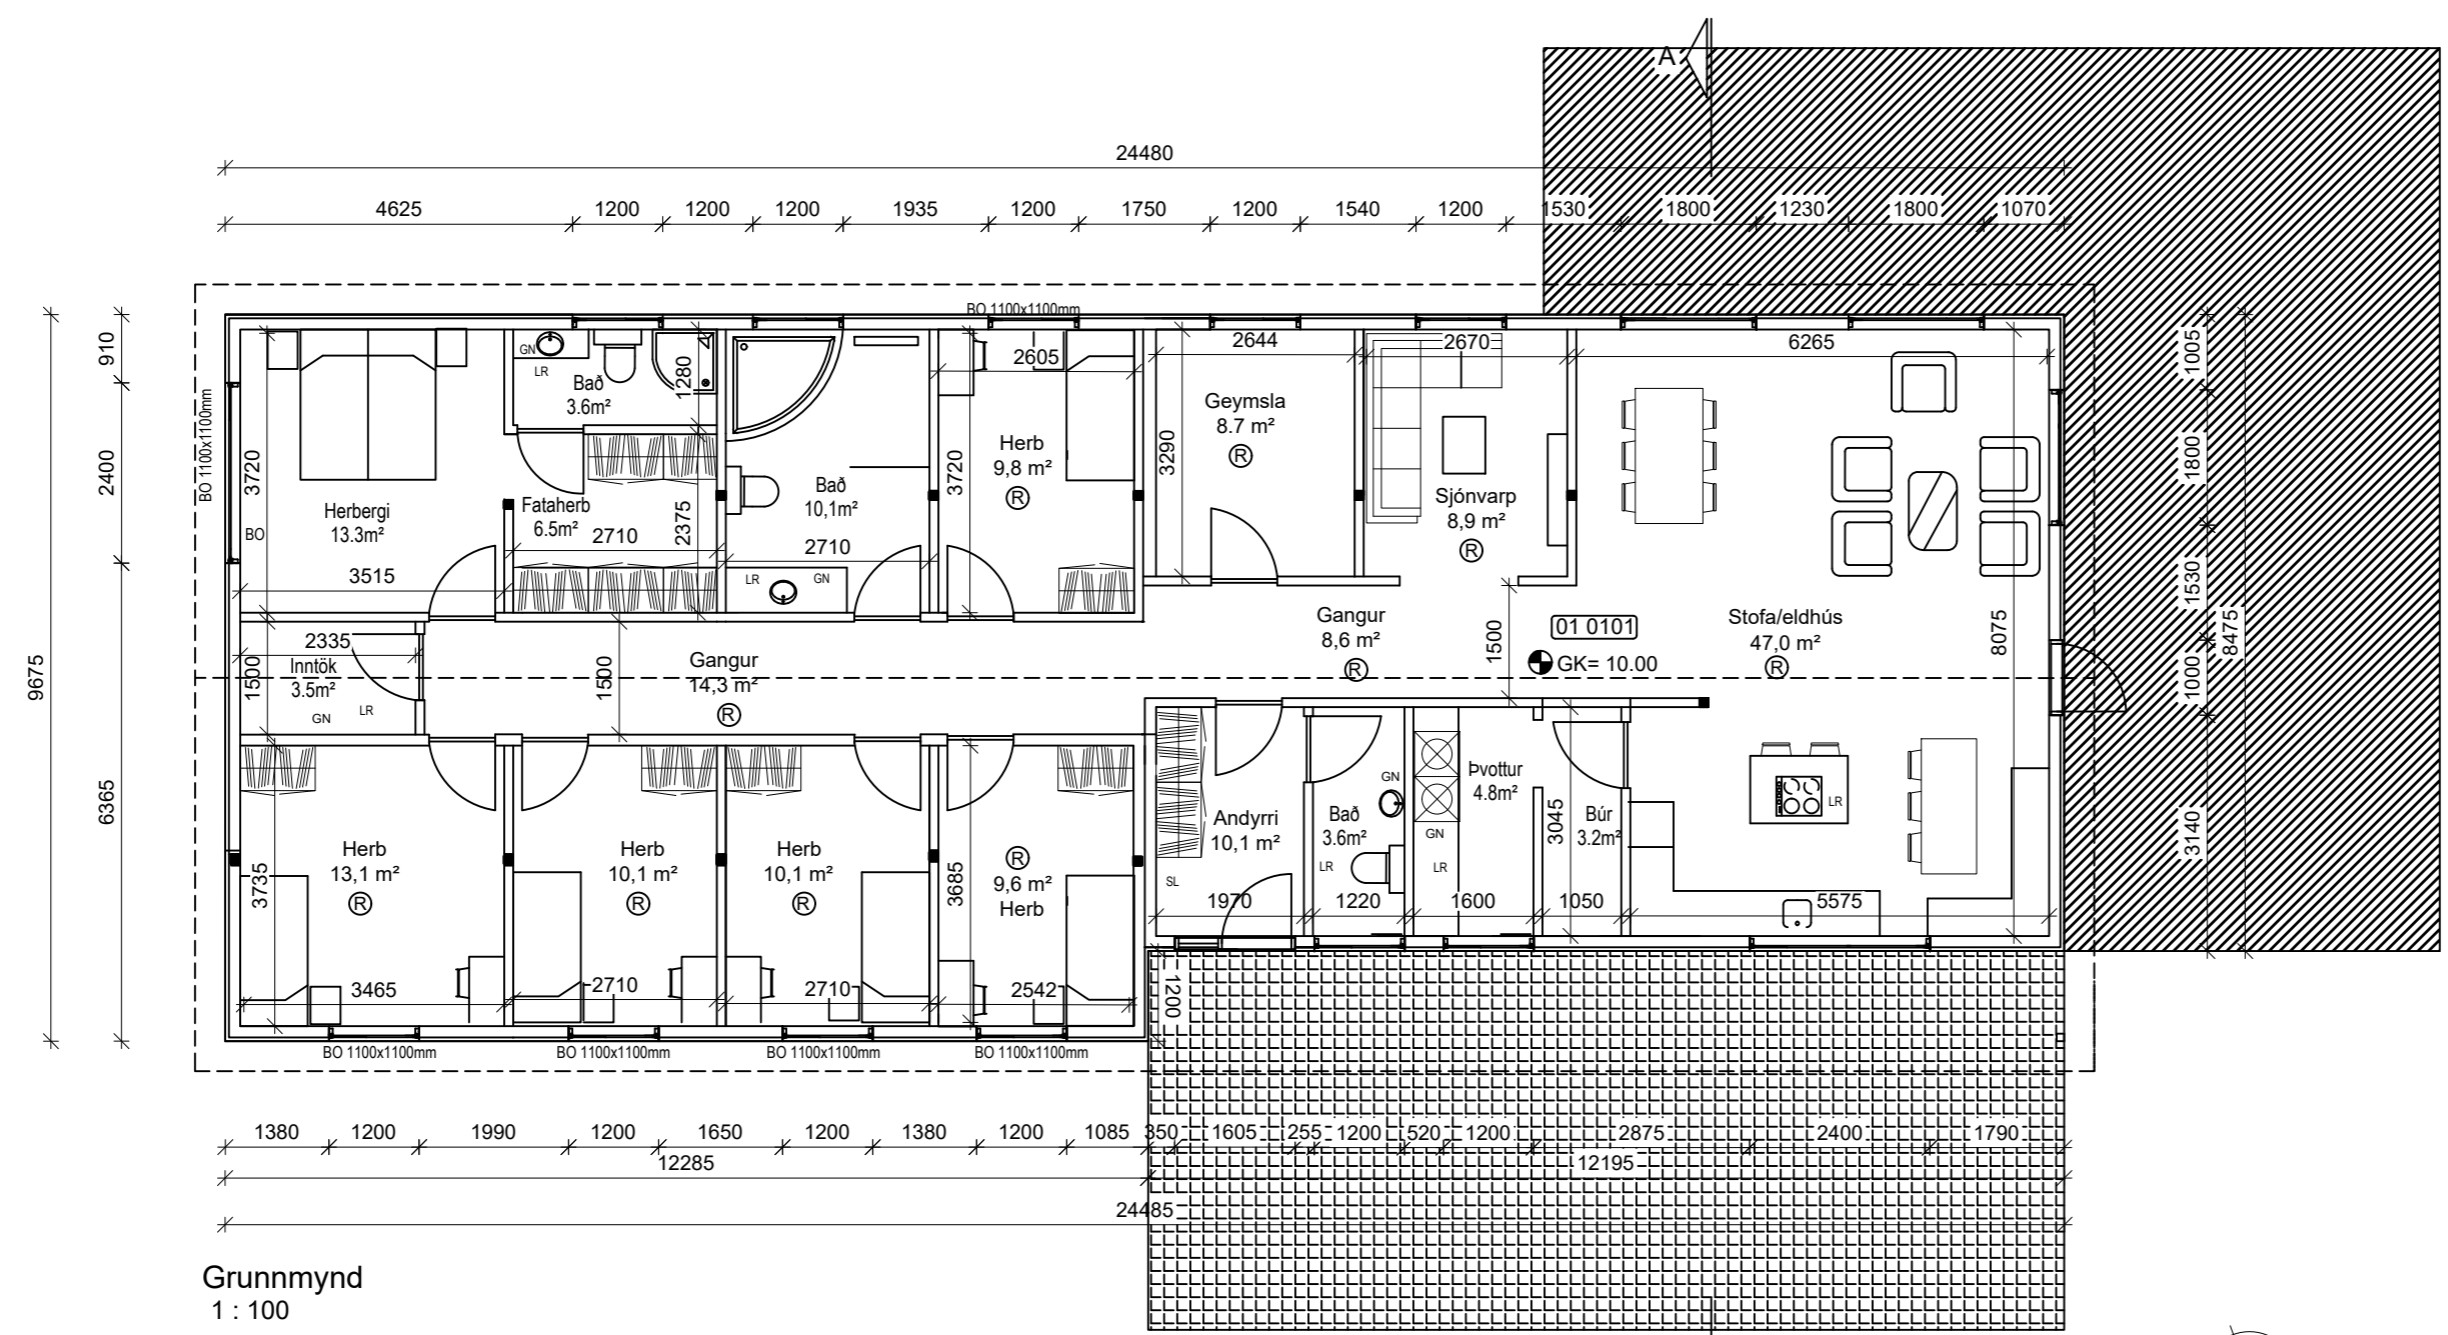 A
24480
4625 1200 1200 1200 1935 1200 1750 1200 1540 1200 1530 1800 1230 1800 1070
BO 1100x1100mm
910
2400
6365
9675
BO 1100x1100mm
1005
1800
1530
1000
3140
8475
8075
Herbergi
13.3m²
BO
3720
3515
GN
LR
Bað
3.6m²
1280
Fataherb
6.5m²
2710
2375
Bað
10,1m²
2710
LR
GN
2605
3720
Herb
9,8 m²
R
2644
3290
Geymsla
8.7 m²
R
2670
Sjónvarp
8,9 m²
R
6265
Stofa/eldhús
47,0 m²
R
2335
1500
Inntök
3.5m²
GN
LR
1500
Gangur
14,3 m²
R
Gangur
8,6 m²
R
1500
01 0101
GK= 10.00
Herb
13,1 m²
R
3735
3465
Herb
10,1 m²
R
2710
Herb
10,1 m²
R
2710
R
9,6 m²
Herb
3685
2542
Andyrri
10,1 m²
SL
1970
Bað
3.6m²
GN
LR
1220
Þvottur
4.8m²
GN
LR
1600
Búr
3.2m²
3045
1050
LR
5575
1200
BO 1100x1100mm
BO 1100x1100mm
BO 1100x1100mm
BO 1100x1100mm
1380 1200 1990 1200 1650 1200 1380 1200 1085 350 1605 255 1200 520 1200 2875 2400 1790
12285 12195
24485
Grunnmynd
1 : 100